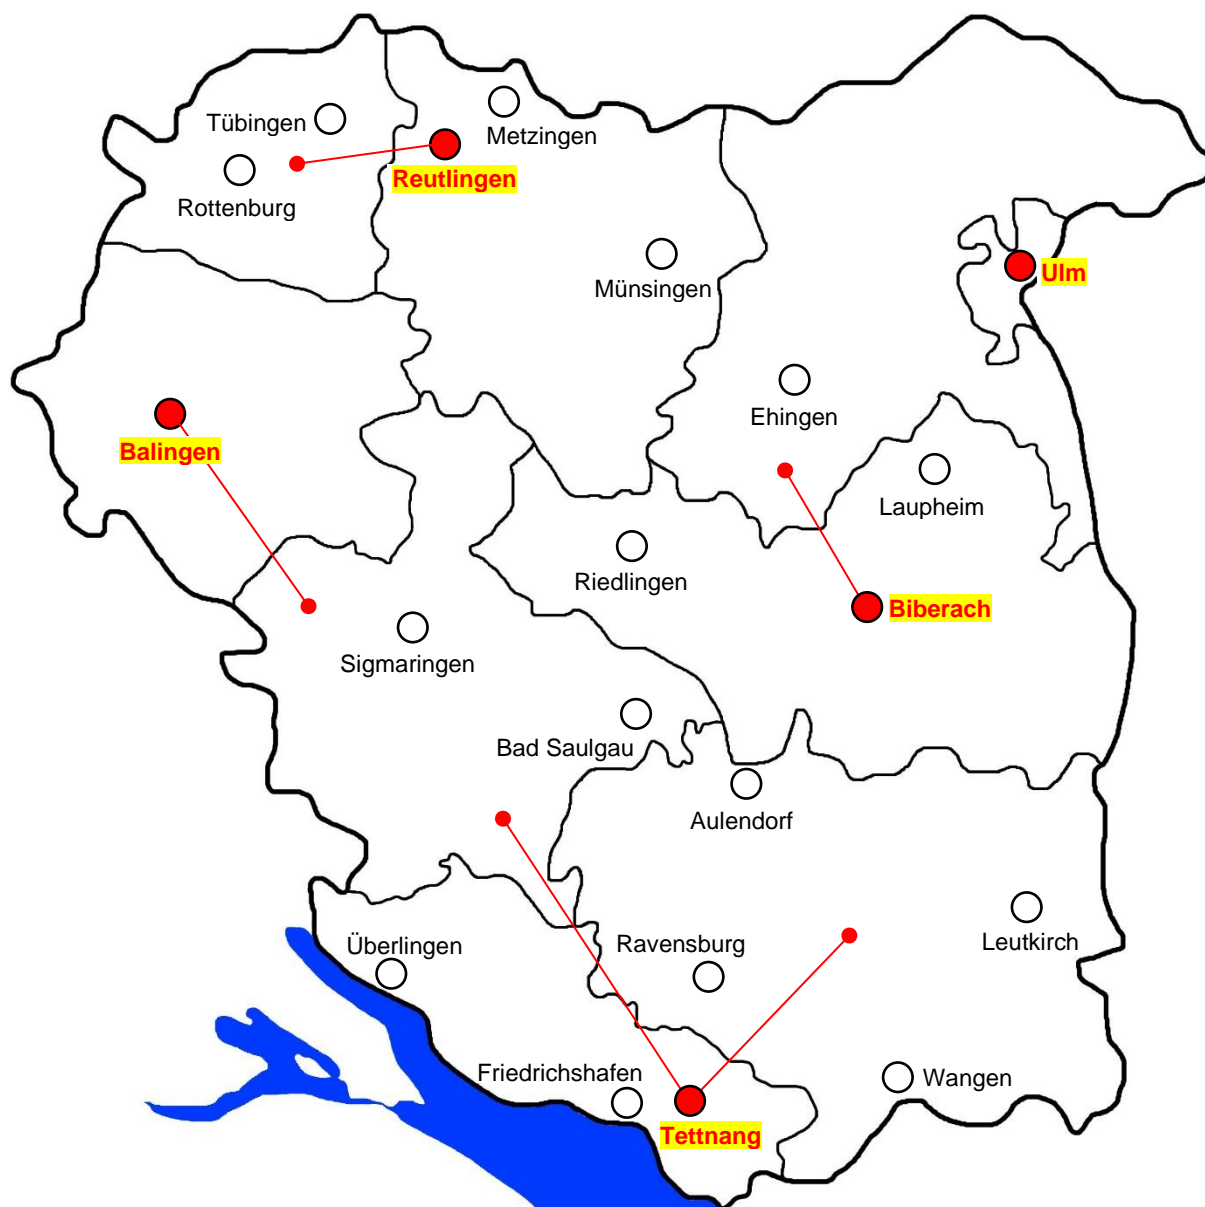 Tübingen
Metzingen
Reutlingen
Rottenburg
Ulm
Münsingen
Ehingen
Balingen
Laupheim
Riedlingen
Biberach
Sigmaringen
Bad Saulgau
Aulendorf
Überlingen
Ravensburg
Leutkirch
Friedrichshafen
Wangen
Tettnang